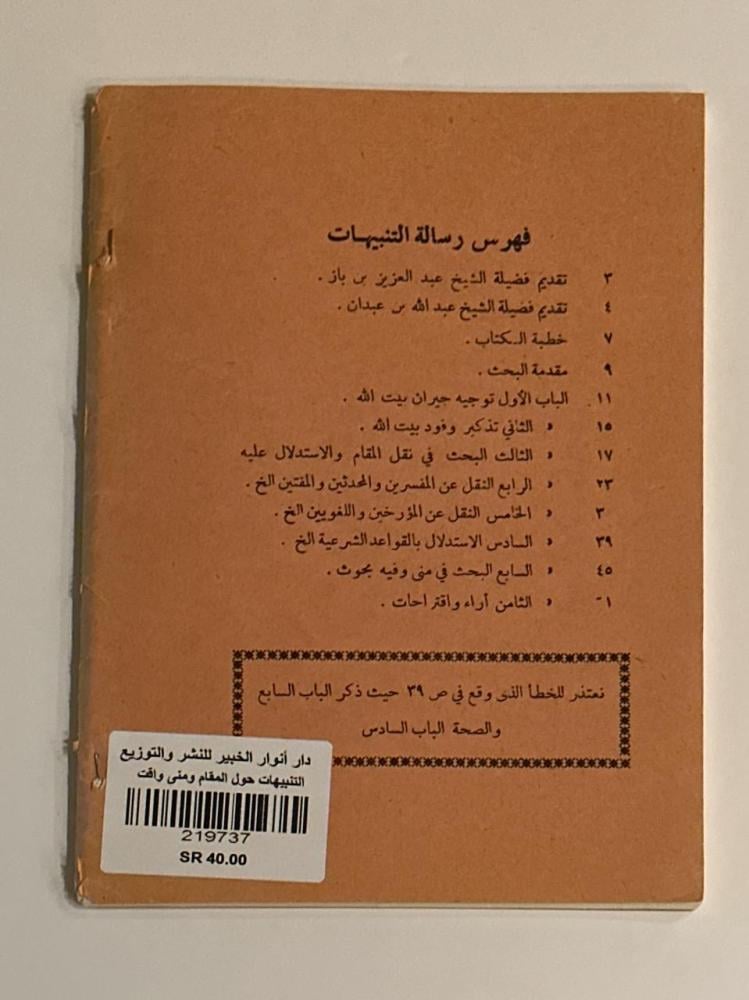 فهرس رسالة التنبيهات
٣ تقديم فضيلة الشيخ عبد العزيز بن باز .
٤ تقديم فضيلة الشيخ عبد الله بن عبدان .
٧ خطبة الكتاب .
٩ مقدمة البحث .
١١ الباب الأول توجيه جيران بيت الله .
١٥ » الثاني تذكير وفود بيت الله .
١٧ » الثالث البحث في نقل المقام والاستدلال عليه
٢٣ » الرابع النقل عن المفسرين والمحدثين والمفتين الخ .
٣ » الخامس النقل عن المؤرخين واللغويين الخ .
٣٩ » السادس الاستدلال بالقواعد الشرعية الخ .
٤٥ » السابع البحث في منى وفيه بحوث .
» الثامن أراء واقتراحات .
نعتذر للخطأ الذى وقع في ص ٣٩ حيث ذكر الباب السابع
والصحة الباب السادس
دار أنوار الخبير للنشر والتوزيع
التنبيهات حول المقام ومنى واقت
219737
SR 40.00